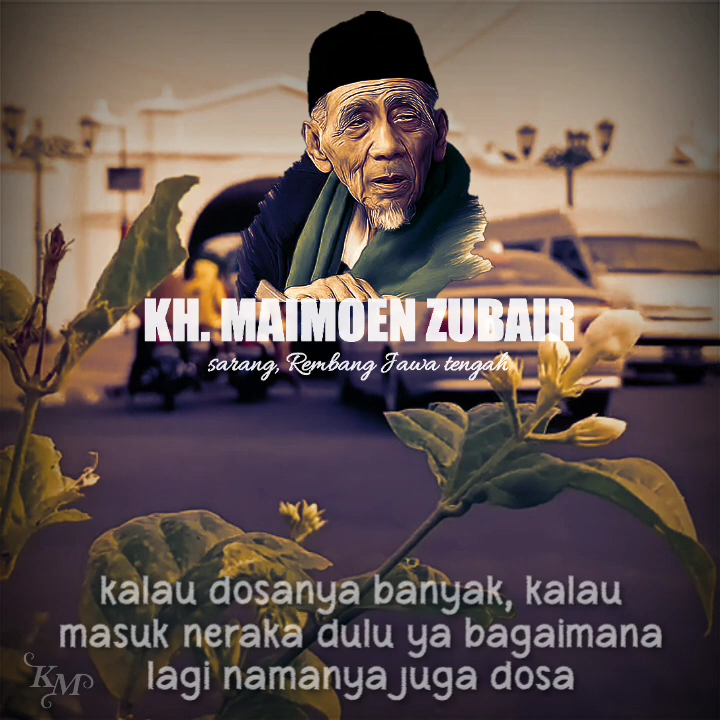 KH. MAIMOEN ZUBAIR
sarang, Rembang Jawa tengah
kalau dosanya banyak, kalau
masuk neraka dulu ya bagaimana
lagi namanya juga dosa
KM